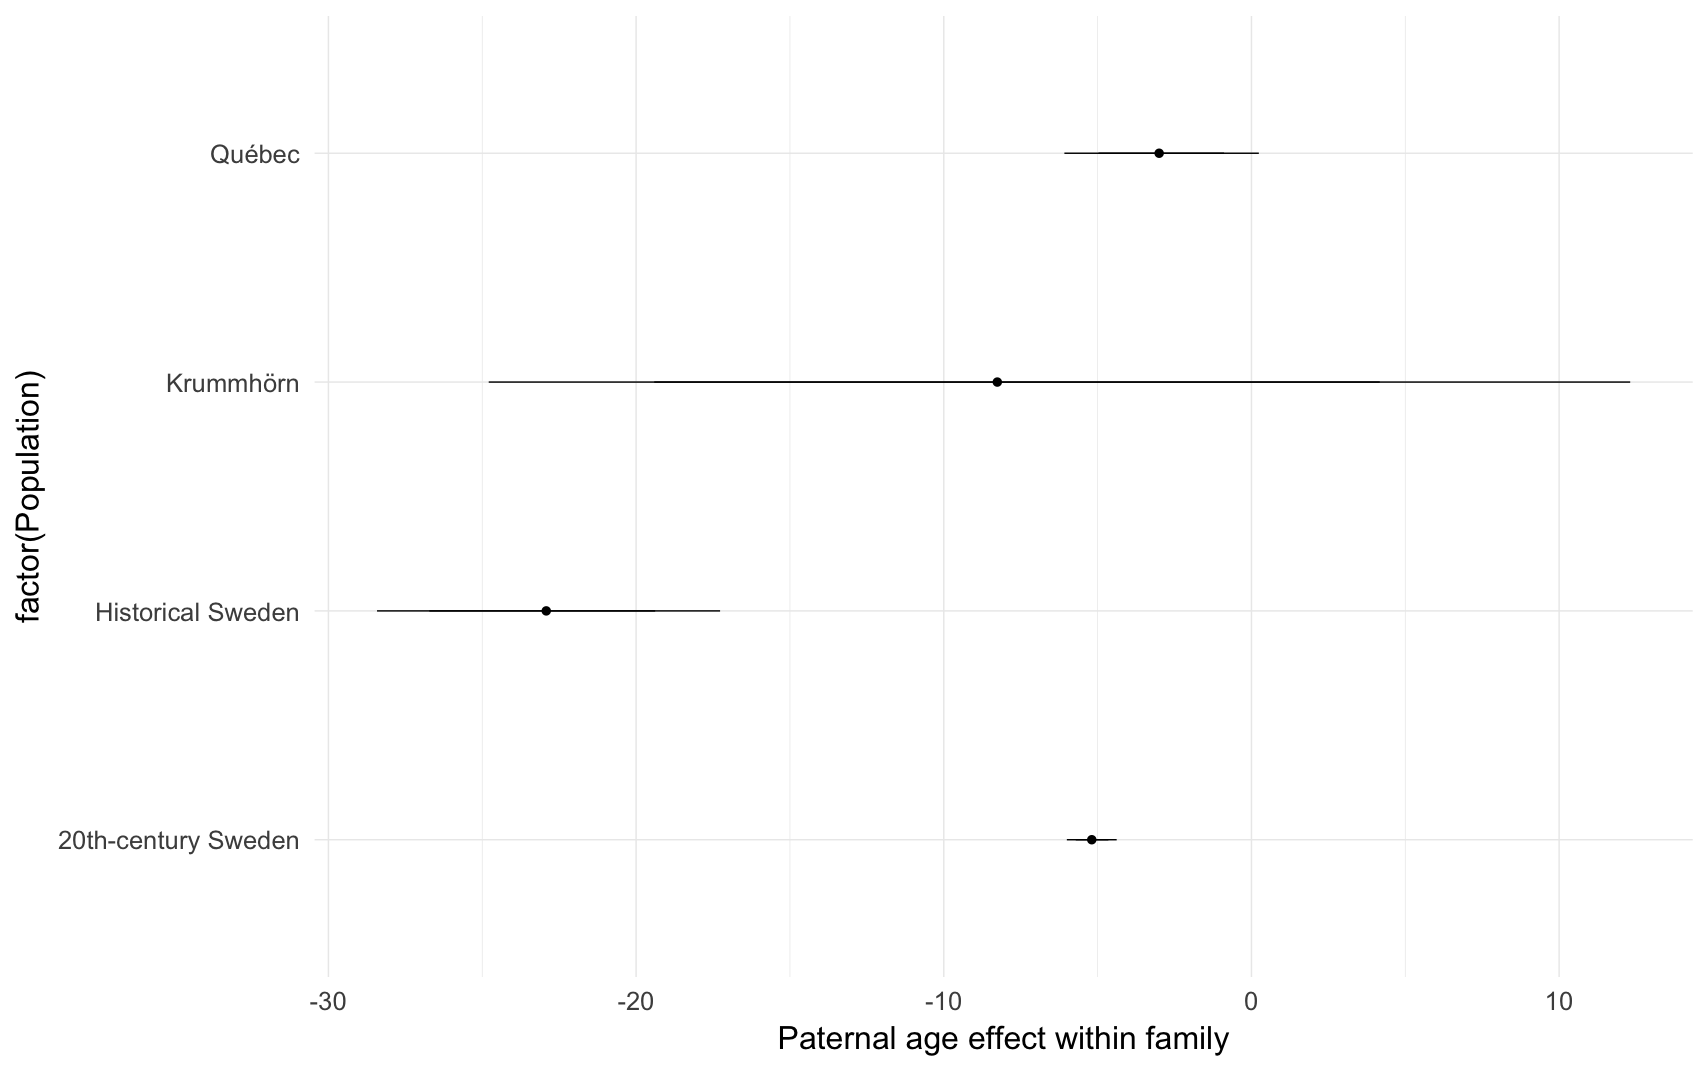 Québec
Krummhörn
Historical Sweden
20th-century Sweden
factor(Population)
-30 -20 -10 0 10
Paternal age effect within family